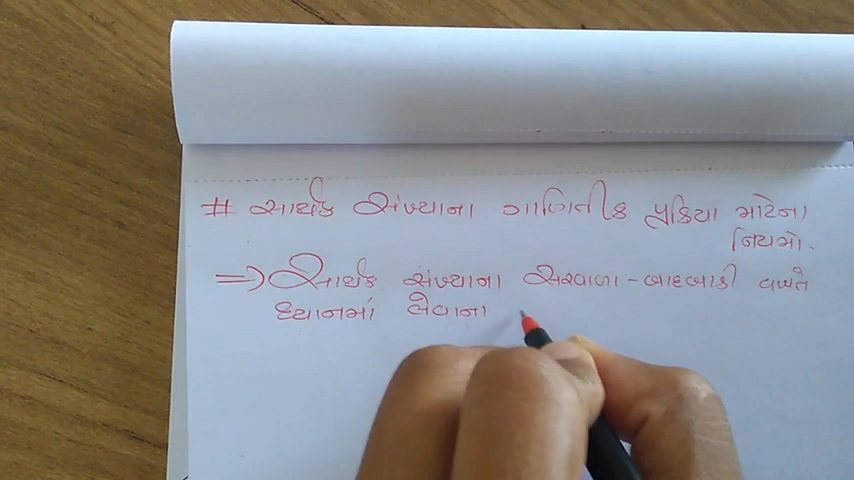 # સાર્થક સંખ્યાના ગાણિતીક પ્રક્રિયા માટેના
નિયમો.
=> સાર્થક સંખ્યાના સરવાળા - બાદબાકી વખતે
ધ્યાનમાં લેવાના